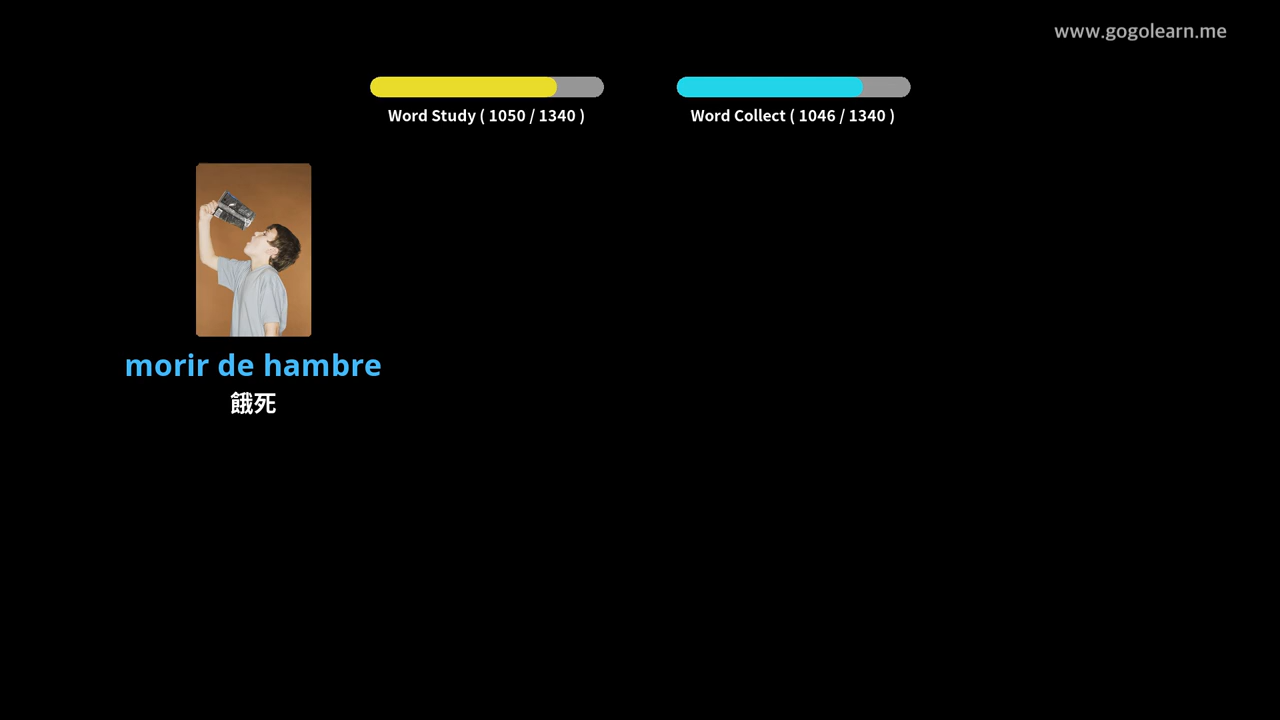 www.gogolearn.me
Word Study ( 1050 / 1340 )
Word Collect ( 1046 / 1340 )
morir de hambre
餓死